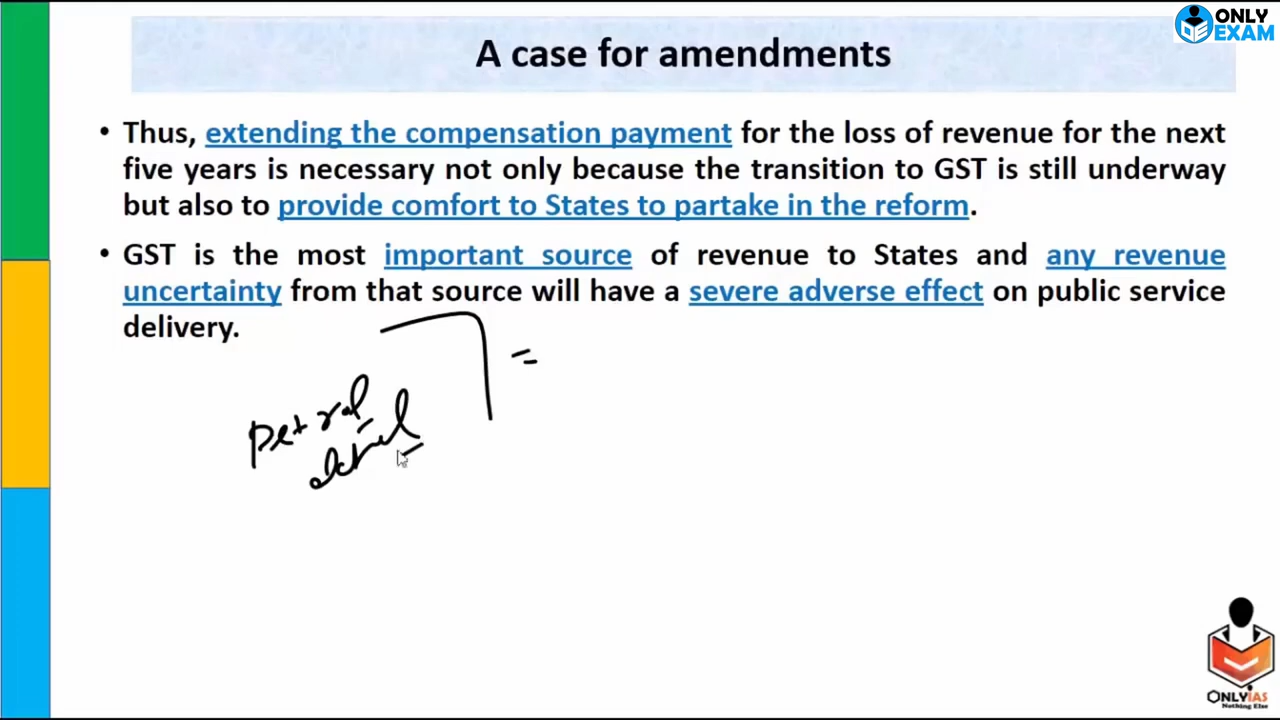 ONLY
EXAM
A case for amendments
• Thus, extending the compensation payment for the loss of revenue for the next
five years is necessary not only because the transition to GST is still underway
but also to provide comfort to States to partake in the reform.
• GST is the most important source of revenue to States and any revenue
uncertainty from that source will have a severe adverse effect on public service
delivery.
=
petrol
ONLYIAS
Nothing Else